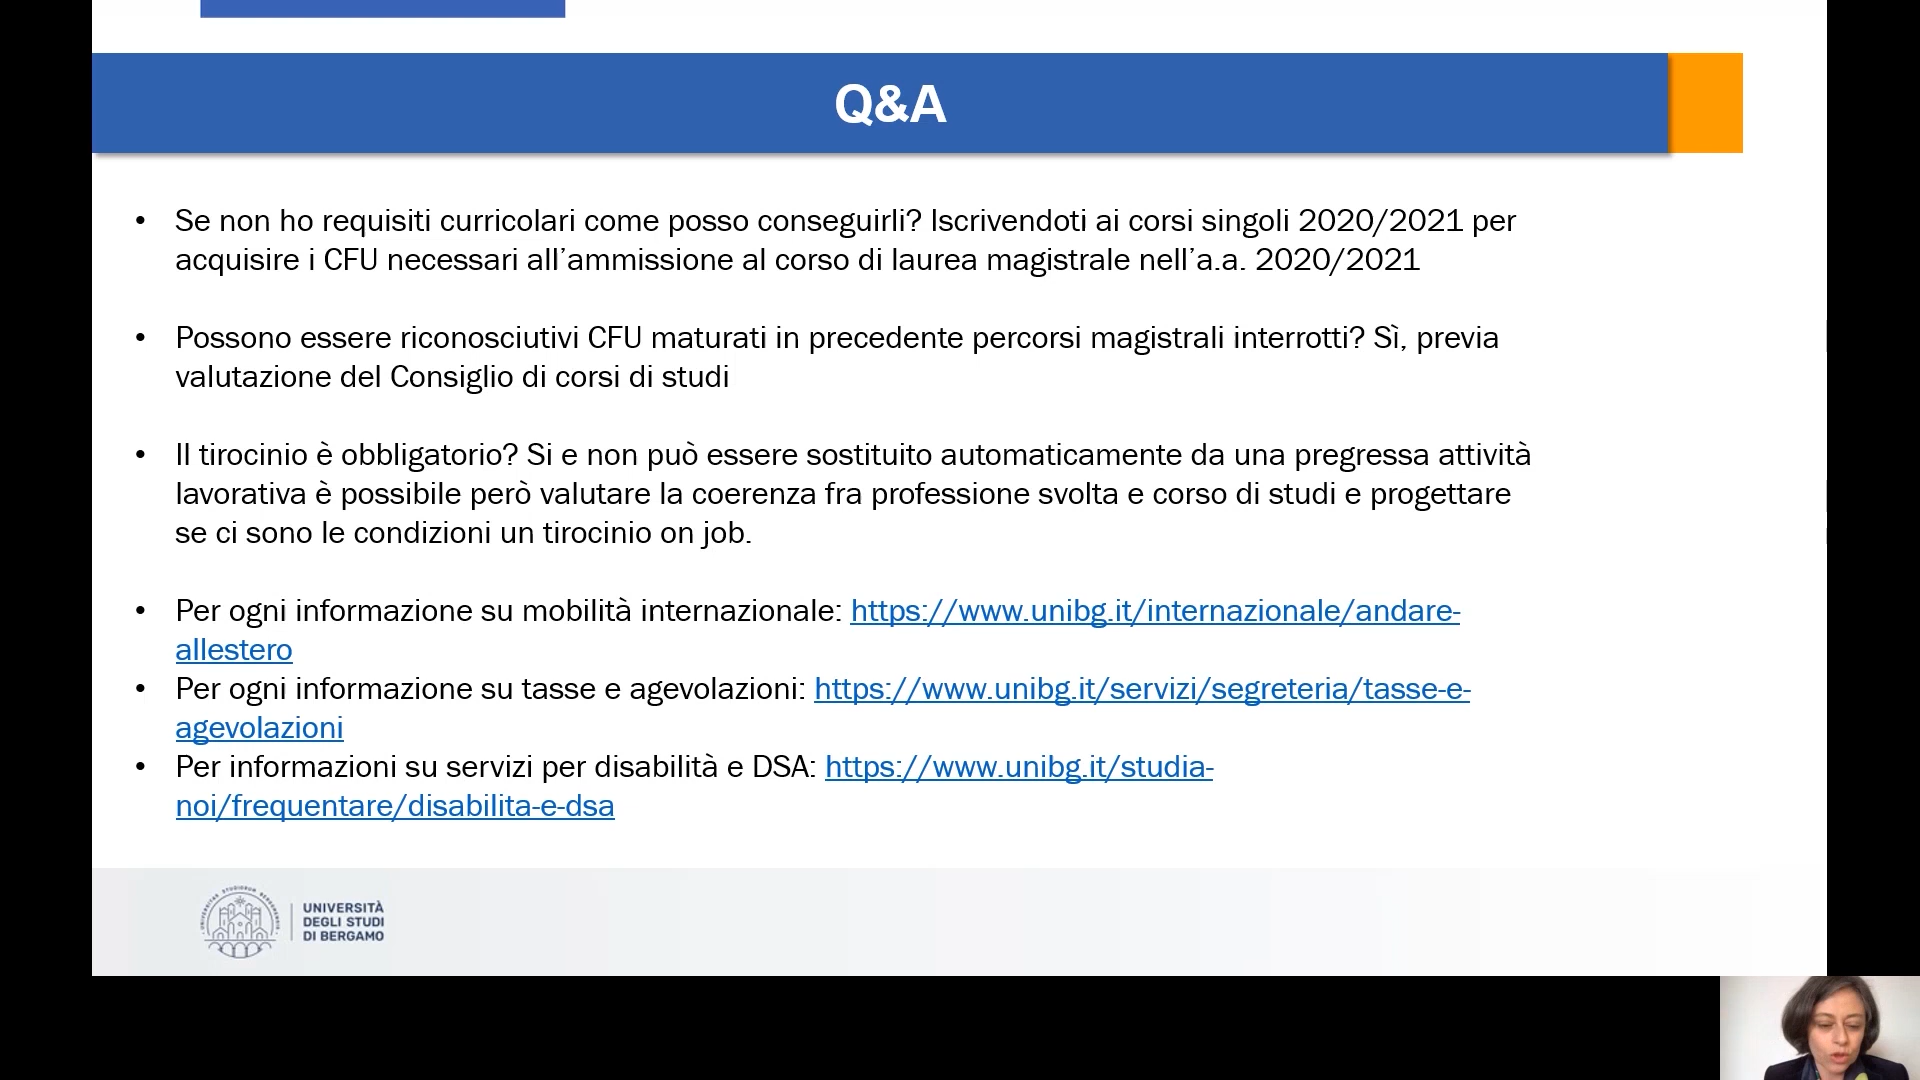 Q&A
• Se non ho requisiti curricolari come posso conseguirli? Iscrivendoti ai corsi singoli 2020/2021 per
acquisire i CFU necessari all’ammissione al corso di laurea magistrale nell’a.a. 2020/2021
• Possono essere riconosciutivi CFU maturati in precedente percorsi magistrali interrotti? Sì, previa
valutazione del Consiglio di corsi di studi
• Il tirocinio è obbligatorio? Si e non può essere sostituito automaticamente da una pregressa attività
lavorativa è possibile però valutare la coerenza fra professione svolta e corso di studi e progettare
se ci sono le condizioni un tirocinio on job.
• Per ogni informazione su mobilità internazionale: https://www.unibg.it/internazionale/andare-
allestero
• Per ogni informazione su tasse e agevolazioni: https://www.unibg.it/servizi/segreteria/tasse-e-
agevolazioni
• Per informazioni su servizi per disabilità e DSA: https://www.unibg.it/studia-
noi/frequentare/disabilita-e-dsa
UNIVERSITÀ
DEGLI STUDI
DI BERGAMO